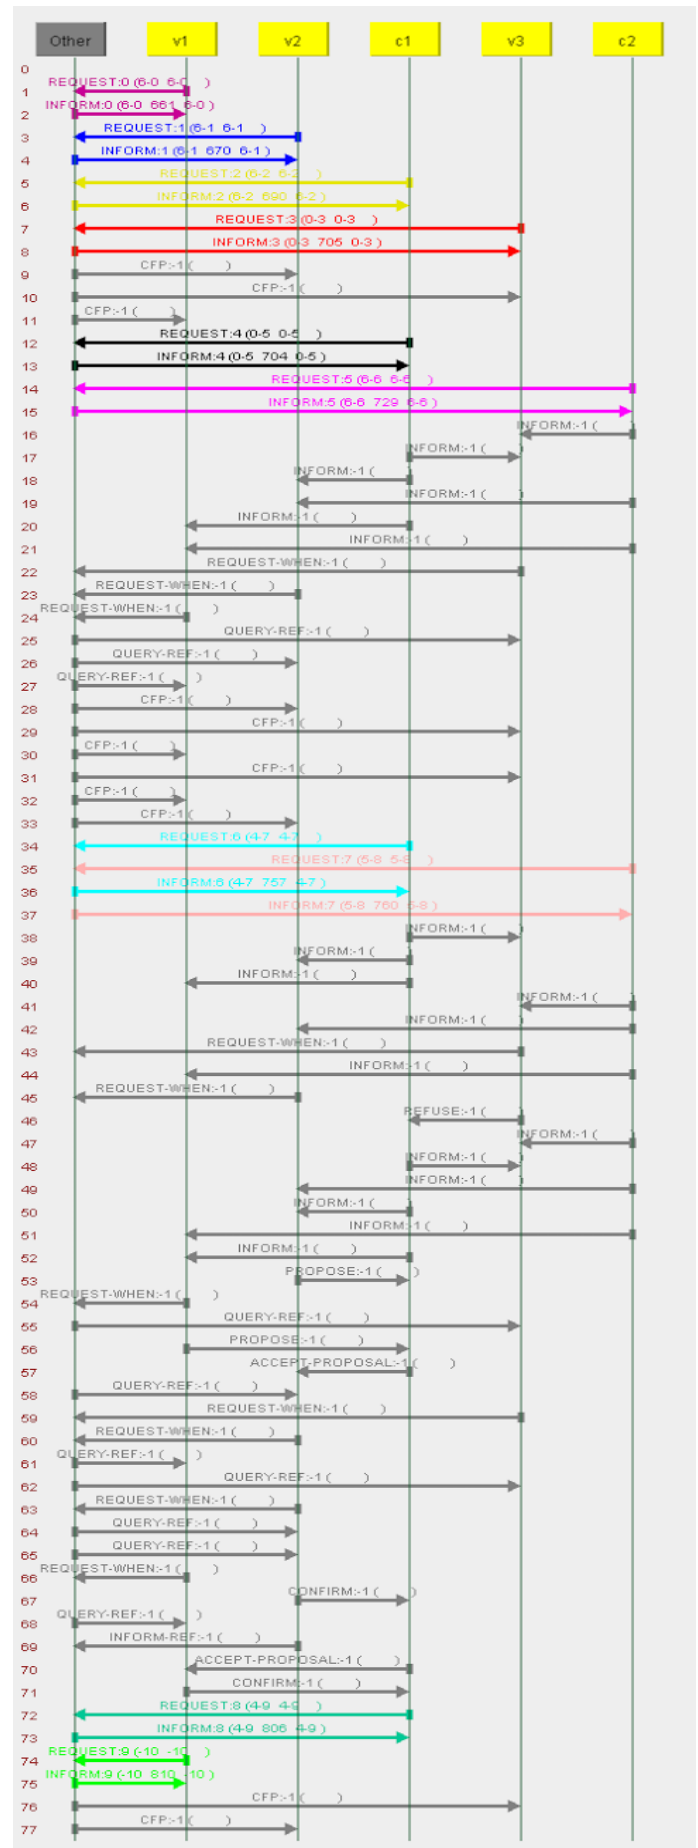 Other v1 v2 c1 v3 c2
0
1 REQUEST:0 (6-0 6-0 )
2 INFORM:0 (6-0 661 6-0 )
3 REQUEST:1 (6-1 6-1 )
4 INFORM:1 (6-1 670 6-1 )
5 REQUEST:2 (6-2 6-2 )
6 INFORM:2 (6-2 690 6-2 )
7 REQUEST:3 (0-3 0-3 )
8 INFORM:3 (0-3 705 0-3 )
9 CFP:-1 ( )
10 CFP:-1 ( )
11 CFP:-1 ( )
12 REQUEST:4 (0-5 0-5 )
13 INFORM:4 (0-5 704 0-5 )
14 REQUEST:5 (6-6 6-6 )
15 INFORM:5 (6-6 729 6-6 )
16 INFORM:-1 ( )
17 INFORM:-1 ( )
18 INFORM:-1 ( )
19 INFORM:-1 ( )
20 INFORM:-1 ( )
21 INFORM:-1 ( )
22 REQUEST-WHEN:-1 ( )
23 REQUEST-WHEN:-1 ( )
24 REQUEST-WHEN:-1 ( )
25 QUERY-REF:-1 ( )
26 QUERY-REF:-1 ( )
27 QUERY-REF:-1 ( )
28 CFP:-1 ( )
29 CFP:-1 ( )
30 CFP:-1 ( )
31 CFP:-1 ( )
32 CFP:-1 ( )
33 CFP:-1 ( )
34 REQUEST:6 (4-7 4-7 )
35 REQUEST:7 (5-8 5-8 )
36 INFORM:6 (4-7 757 4-7 )
37 INFORM:7 (5-8 760 5-8 )
38 INFORM:-1 ( )
39 INFORM:-1 ( )
40 INFORM:-1 ( )
41 INFORM:-1 ( )
42 INFORM:-1 ( )
43 REQUEST-WHEN:-1 ( )
44 INFORM:-1 ( )
45 REQUEST-WHEN:-1 ( )
46 REFUSE:-1 ( )
47 INFORM:-1 ( )
48 INFORM:-1 ( )
49 INFORM:-1 ( )
50 INFORM:-1 ( )
51 INFORM:-1 ( )
52 INFORM:-1 ( )
53 PROPOSE:-1 ( )
54 REQUEST-WHEN:-1 ( )
55 QUERY-REF:-1 ( )
56 PROPOSE:-1 ( )
57 ACCEPT-PROPOSAL:-1 ( )
58 QUERY-REF:-1 ( )
59 REQUEST-WHEN:-1 ( )
60 REQUEST-WHEN:-1 ( )
61 QUERY-REF:-1 ( )
62 QUERY-REF:-1 ( )
63 REQUEST-WHEN:-1 ( )
64 QUERY-REF:-1 ( )
65 QUERY-REF:-1 ( )
66 REQUEST-WHEN:-1 ( )
67 CONFIRM:-1 ( )
68 QUERY-REF:-1 ( )
69 INFORM-REF:-1 ( )
70 ACCEPT-PROPOSAL:-1 ( )
71 CONFIRM:-1 ( )
72 REQUEST:8 (4-9 4-9 )
73 INFORM:8 (4-9 806 4-9 )
74 REQUEST:9 (-10 -10 )
75 INFORM:9 (-10 810 -10 )
76 CFP:-1 ( )
77 CFP:-1 ( )